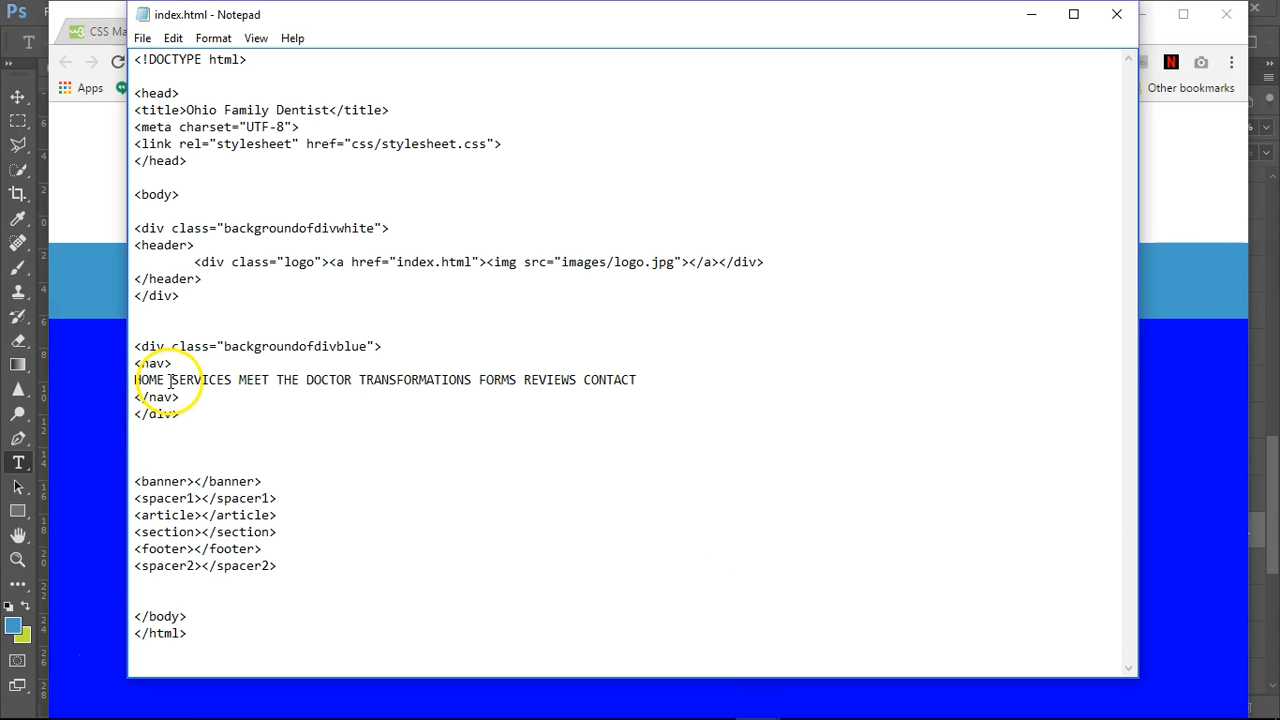 Ps
index.html - Notepad
CSS Ma
File Edit Format View Help
Apps
Other bookmarks
<!DOCTYPE html>
<head>
<title>Ohio Family Dentist</title>
<meta charset="UTF-8">
<link rel="stylesheet" href="css/stylesheet.css">
</head>
<body>
<div class="backgroundofdivwhite">
<header>
<div class="logo"><a href="index.html"><img src="images/logo.jpg"></a></div>
</header>
</div>
<div class="backgroundofdivblue">
<nav>
HOME SERVICES MEET THE DOCTOR TRANSFORMATIONS FORMS REVIEWS CONTACT
</nav>
</div>
<banner></banner>
<spacer1></spacer1>
<article></article>
<section></section>
<footer></footer>
<spacer2></spacer2>
</body>
</html>